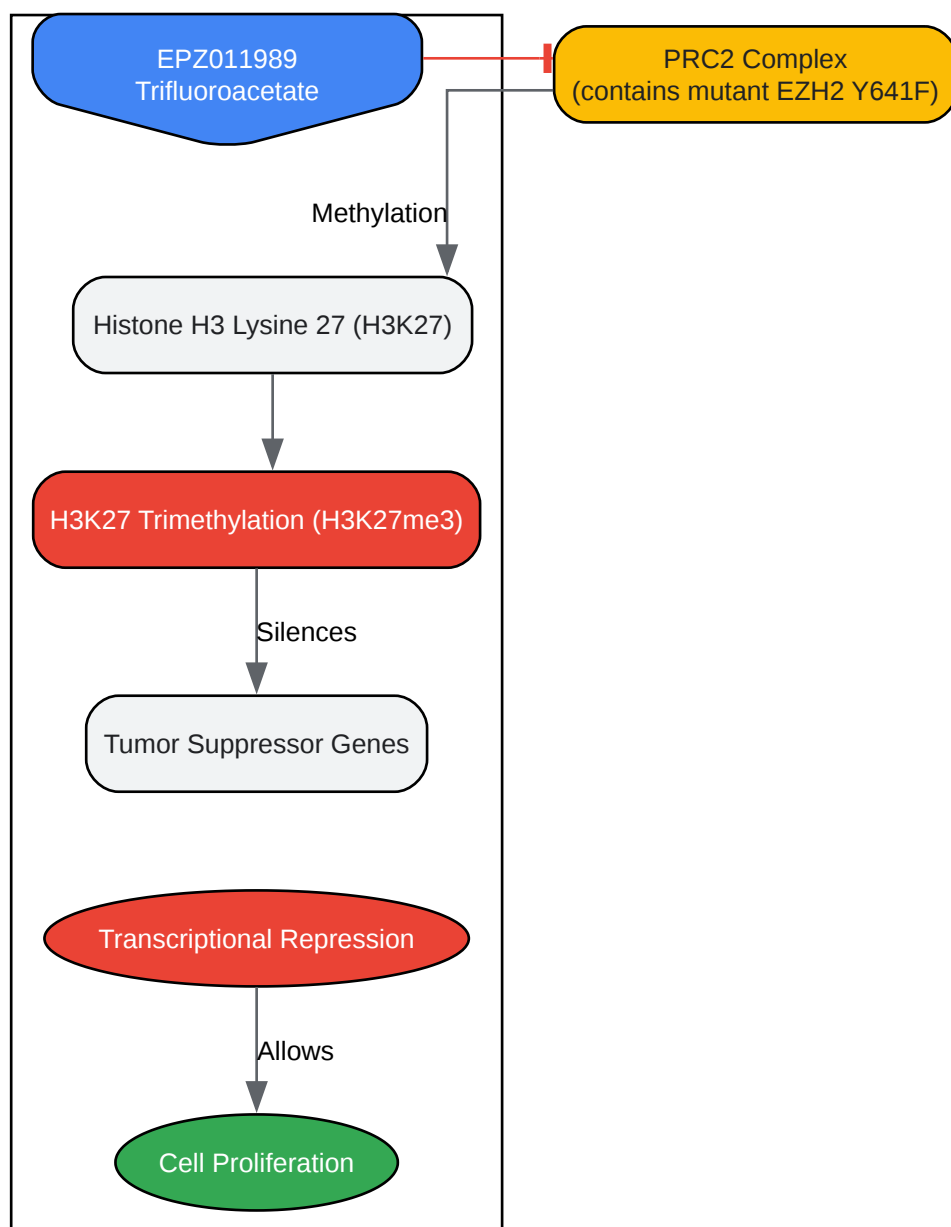 EPZ011989
Trifluoroacetate
PRC2 Complex
(contains mutant EZH2 Y641F)
Methylation
Histone H3 Lysine 27 (H3K27)
H3K27 Trimethylation (H3K27me3)
Silences
Tumor Suppressor Genes
Transcriptional Repression
Allows
Cell Proliferation